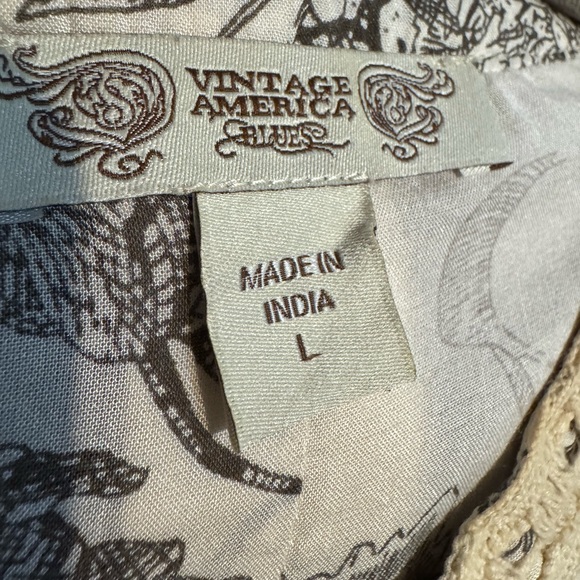 VINTAGE
AMERICA
BLUES
MADE IN
INDIA
L